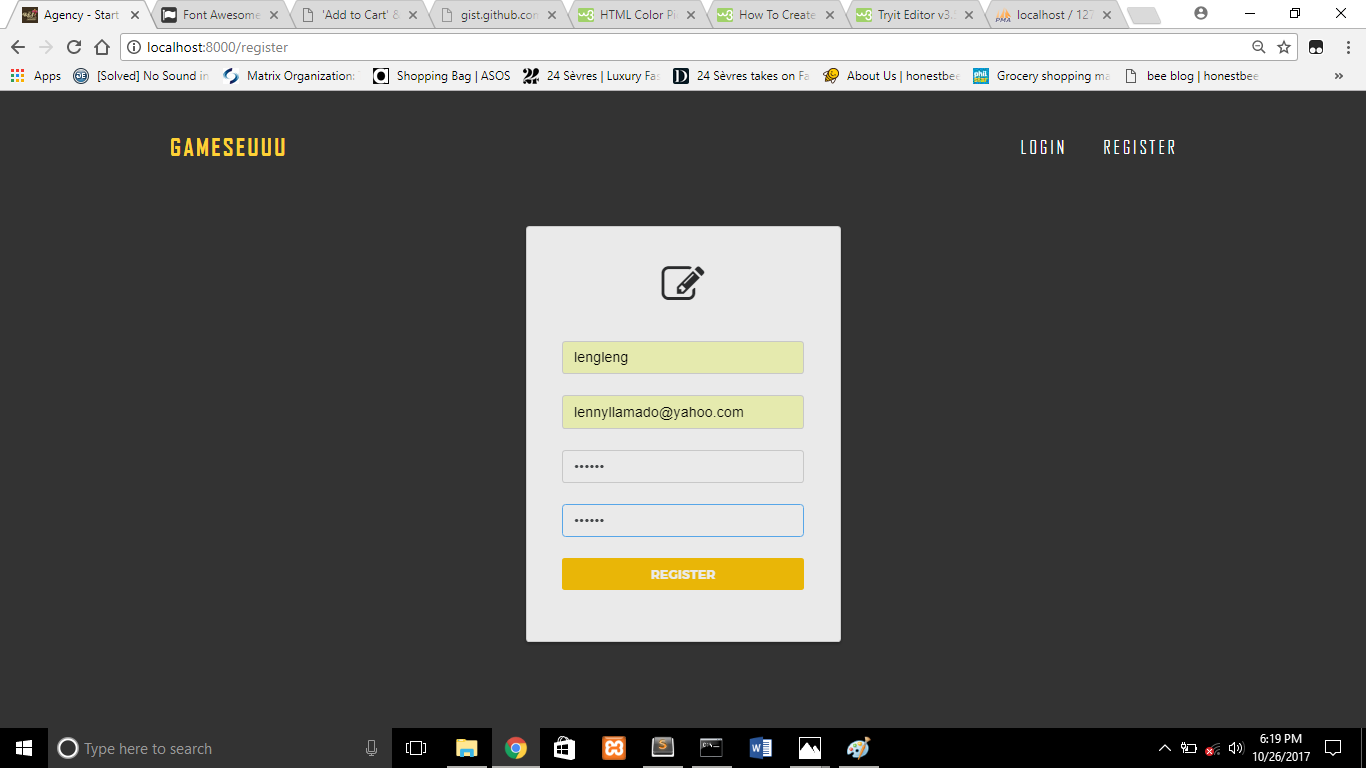 Agency - Start
Font Awesome
'Add to Cart' &
gist.github.con
HTML Color Pi
How To Create
Tryit Editor v3.
localhost / 127
localhost:8000/register
Apps
[Solved] No Sound in
Matrix Organization:
Shopping Bag | ASOS
24 Sèvres | Luxury Fas
24 Sèvres takes on Fa
About Us | honestbee
Grocery shopping ma
bee blog | honestbee
GAMESEUUU
LOGIN
REGISTER
lengleng
lennyllamado@yahoo.com
••••••
••••••
REGISTER
Type here to search
6:19 PM
10/26/2017